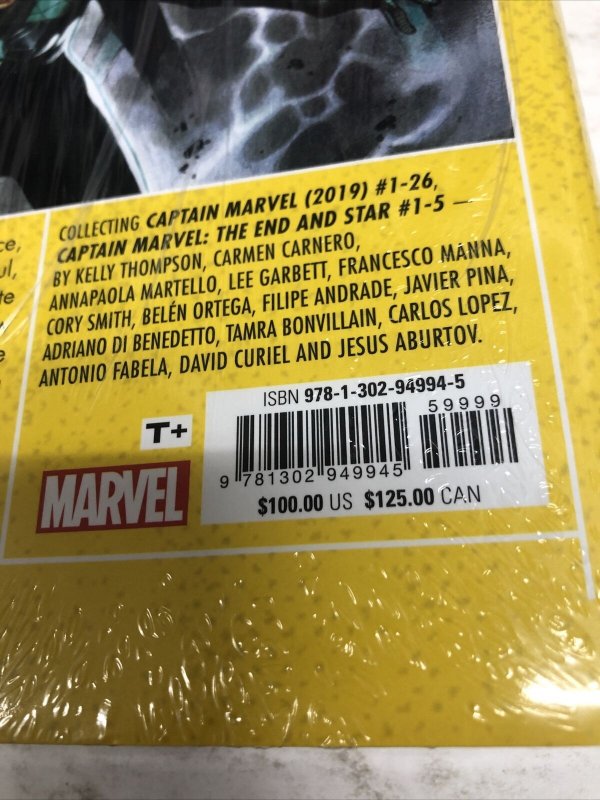 ce,
ul,
te
e
COLLECTING CAPTAIN MARVEL (2019) #1-26,
CAPTAIN MARVEL: THE END AND STAR #1-5 —
BY KELLY THOMPSON, CARMEN CARNERO,
ANNAPAOLA MARTELLO, LEE GARBETT, FRANCESCO MANNA,
CORY SMITH, BELÉN ORTEGA, FILIPE ANDRADE, JAVIER PINA,
ADRIANO DI BENEDETTO, TAMRA BONVILLAIN, CARLOS LOPEZ,
ANTONIO FABELA, DAVID CURIEL AND JESUS ABURTOV.
ISBN 978-1-302-94994-5
59999
T+
9 781302 949945
MARVEL
$100.00 US $125.00 CAN